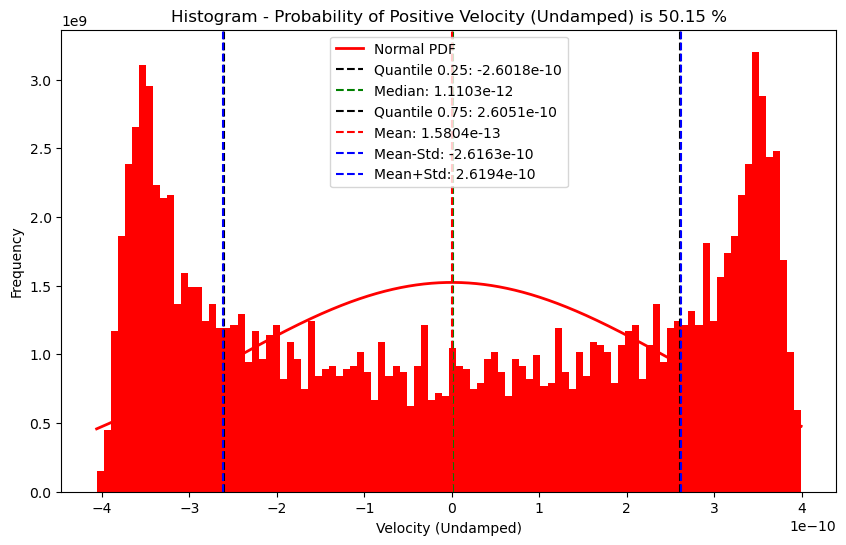 Histogram - Probability of Positive Velocity (Undamped) is 50.15 %
1e9
Normal PDF
Quantile 0.25: -2.6018e-10
Median: 1.1103e-12
Quantile 0.75: 2.6051e-10
Mean: 1.5804e-13
Mean-Std: -2.6163e-10
Mean+Std: 2.6194e-10
Frequency
3.0
2.5
2.0
1.5
1.0
0.5
0.0
−4 −3 −2 −1 0 1 2 3 4
1e−10
Velocity (Undamped)